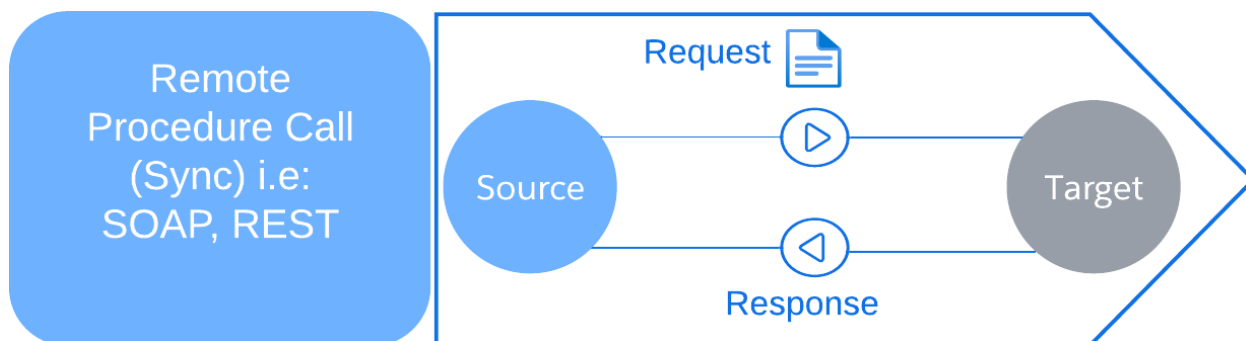 Remote
Procedure Call
(Sync) i.e:
SOAP, REST
Request
Source
Target
Response